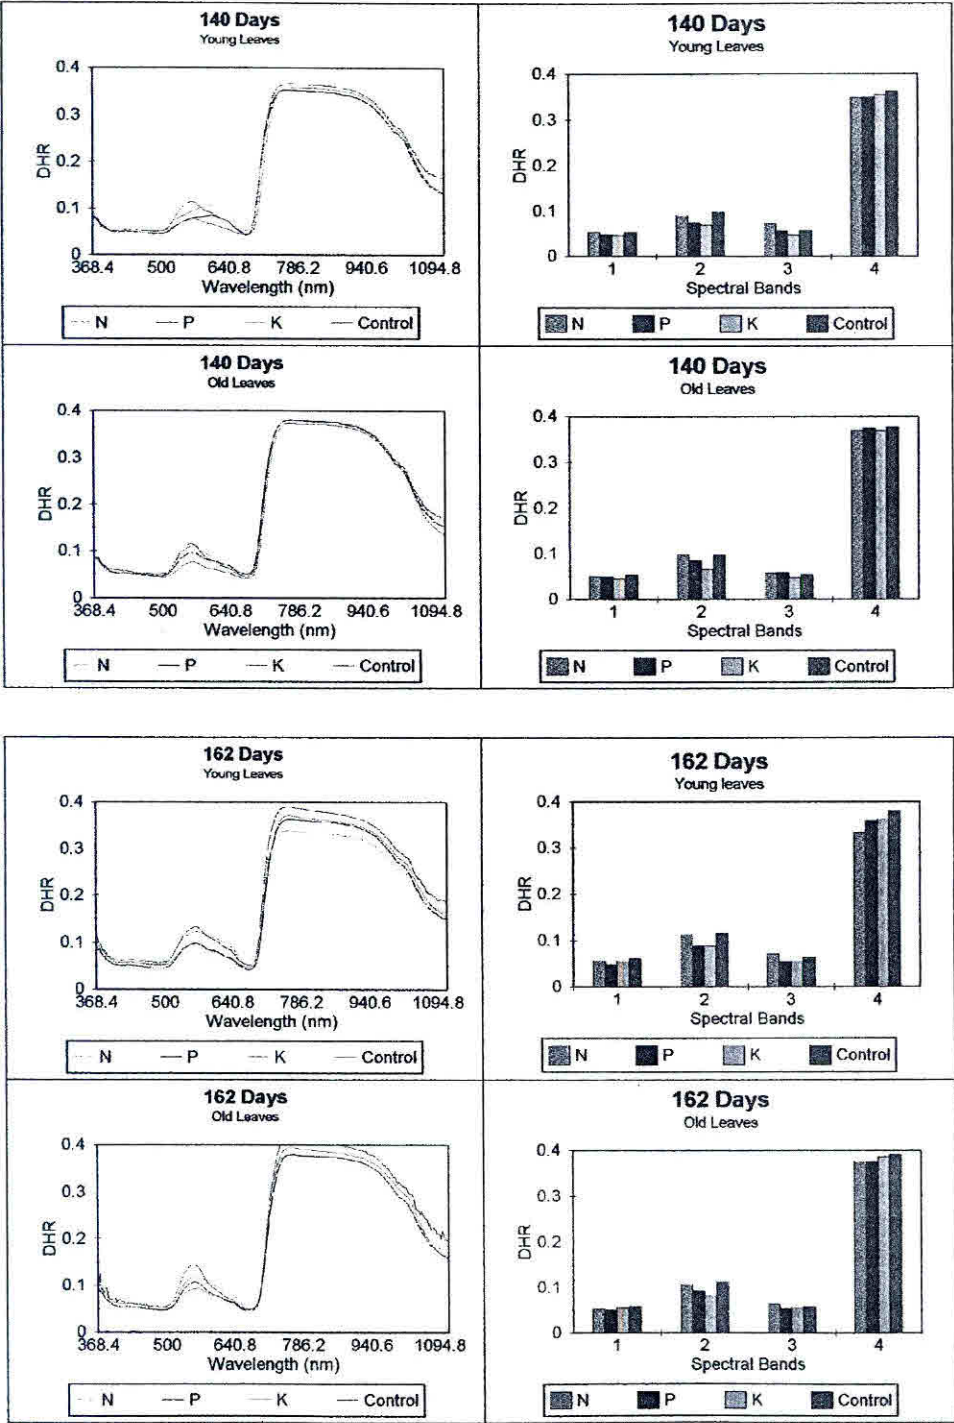 140 Days
Young Leaves
0.4
0.3
0.2
0.1
0
DHR
368.4 500 640.8 786.2 940.6 1094.8
Wavelength (nm)
N P K Control
140 Days
Young Leaves
0.4
0.3
0.2
0.1
0
DHR
1 2 3 4
Spectral Bands
N P K Control
140 Days
Old Leaves
0.4
0.3
0.2
0.1
0
DHR
368.4 500 640.8 786.2 940.6 1094.8
Wavelength (nm)
N P K Control
140 Days
Old Leaves
0.4
0.3
0.2
0.1
0
DHR
1 2 3 4
Spectral Bands
N P K Control
162 Days
Young Leaves
0.4
0.3
0.2
0.1
0
DHR
368.4 500 640.8 786.2 940.6 1094.8
Wavelength (nm)
N P K Control
162 Days
Young leaves
0.4
0.3
0.2
0.1
0
DHR
1 2 3 4
Spectral Bands
N P K Control
162 Days
Old Leaves
0.4
0.3
0.2
0.1
0
DHR
368.4 500 640.8 786.2 940.6 1094.8
Wavelength (nm)
N P K Control
162 Days
Old Leaves
0.4
0.3
0.2
0.1
0
DHR
1 2 3 4
Spectral Bands
N P K Control